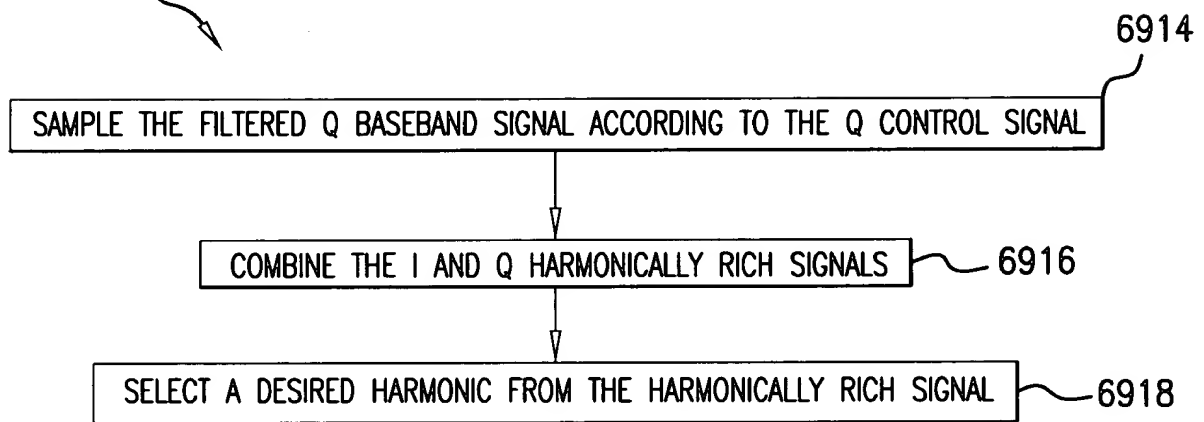 6914
SAMPLE THE FILTERED Q BASEBAND SIGNAL ACCORDING TO THE Q CONTROL SIGNAL
COMBINE THE I AND Q HARMONICALLY RICH SIGNALS
6916
SELECT A DESIRED HARMONIC FROM THE HARMONICALLY RICH SIGNAL
6918